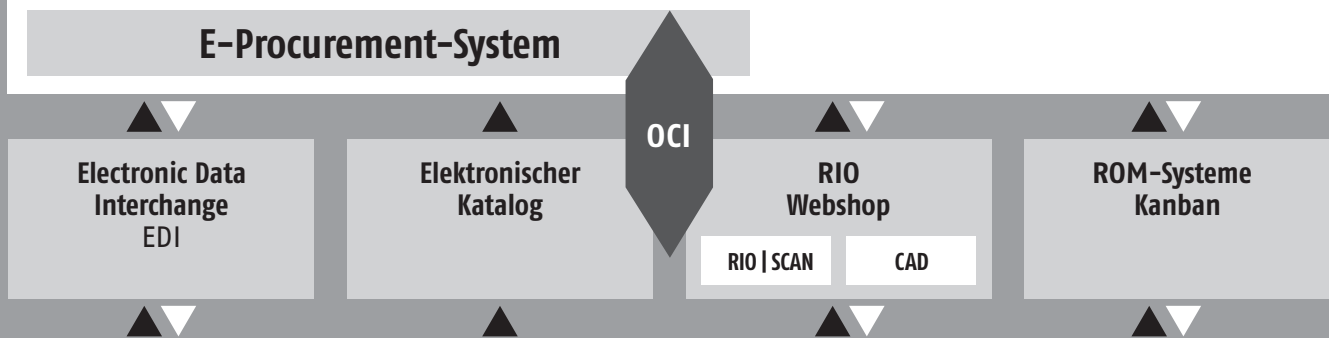 E-Procurement-System
OCI
Electronic Data
Interchange
EDI
Elektronischer
Katalog
RIO
Webshop
RIO | SCAN
CAD
ROM-Systeme
Kanban